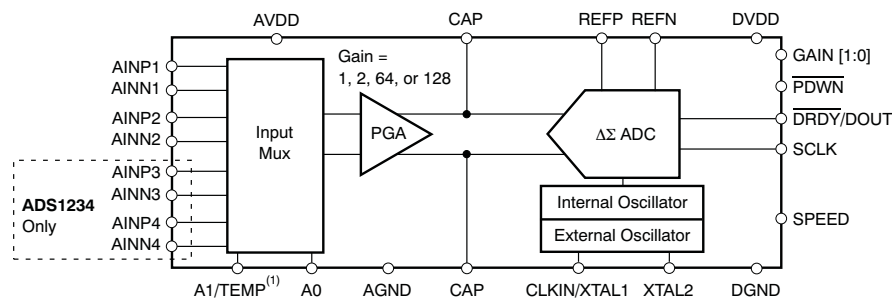 AVDD
CAP
REFP
REFN
DVDD
AINP1
AINN1
AINP2
AINN2
AINP3
AINN3
AINP4
AINN4
ADS1234
Only
Input
Mux
Gain =
1, 2, 64, or 128
PGA
ΔΣ ADC
Internal Oscillator
External Oscillator
GAIN [1:0]
PDWN
DRDY/DOUT
SCLK
SPEED
A1/TEMP(1)
A0
AGND
CAP
CLKIN/XTAL1
XTAL2
DGND